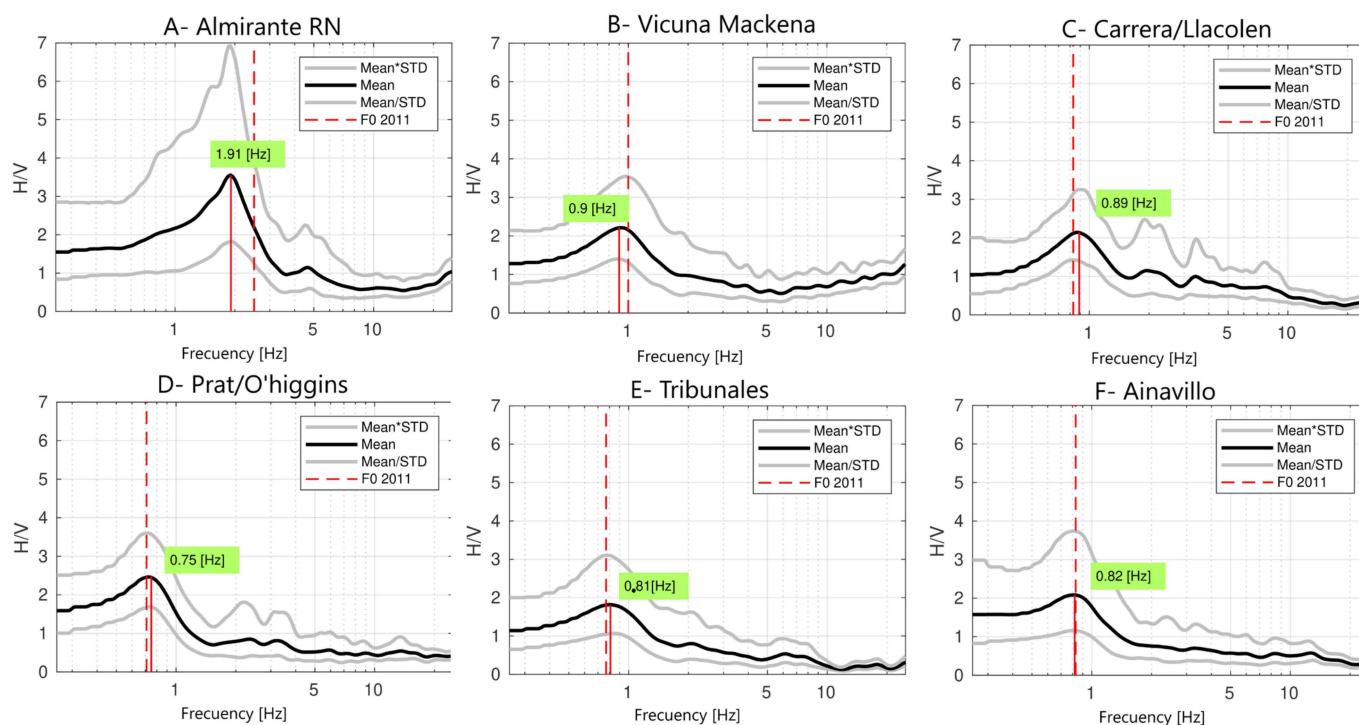 A- Almirante RN
7
6
5
4
3
2
1
0
H/V
Mean*STD
Mean
Mean/STD
F0 2011
1.91 [Hz]
1
5
10
Frecuency [Hz]
B- Vicuna Mackena
7
6
5
4
3
2
1
0
H/V
Mean*STD
Mean
Mean/STD
F0 2011
0.9 [Hz]
1
5
10
Frecuency [Hz]
C- Carrera/Llacolen
7
6
5
4
3
2
1
0
H/V
Mean*STD
Mean
Mean/STD
F0 2011
0.89 [Hz]
1
5
10
Frecuency [Hz]
D- Prat/O'higgins
7
6
5
4
3
2
1
0
H/V
Mean*STD
Mean
Mean/STD
F0 2011
0.75 [Hz]
1
5
10
Frecuency [Hz]
E- Tribunales
7
6
5
4
3
2
1
0
H/V
Mean*STD
Mean
Mean/STD
F0 2011
0.81[Hz]
1
5
10
Frecuency [Hz]
F- Ainavillo
7
6
5
4
3
2
1
0
H/V
Mean*STD
Mean
Mean/STD
F0 2011
0.82 [Hz]
1
5
10
Frecuency [Hz]